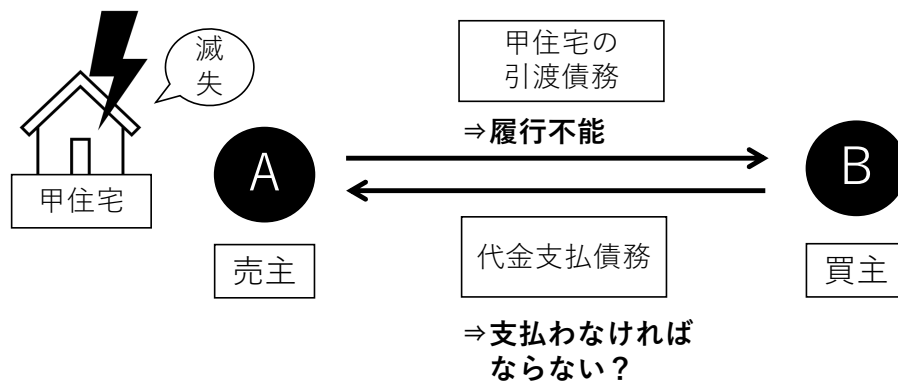 滅
失
甲住宅の
引渡債務
⇒履行不能
A
B
甲住宅
売主
代金支払債務
買主
⇒支払わなければ
ならない？